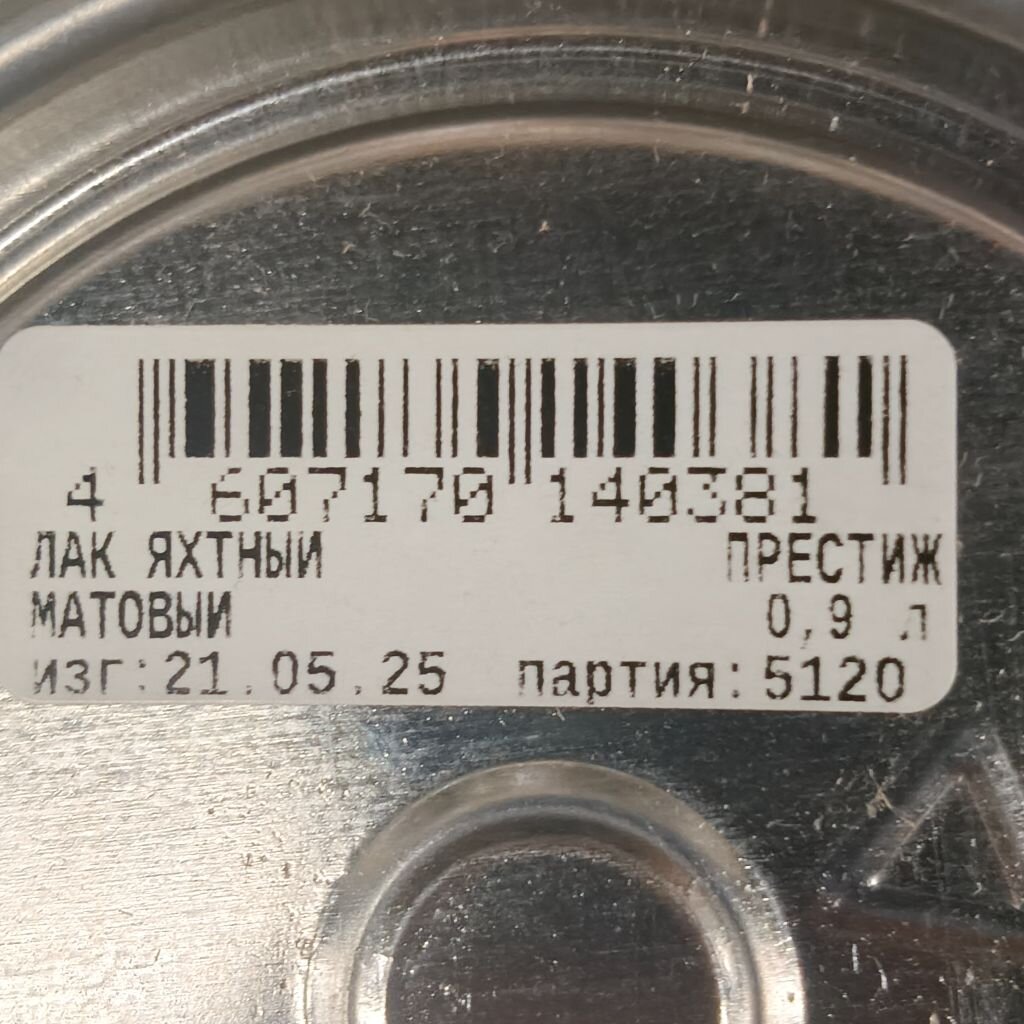 4 607170 140381
ЛАК ЯХТНЫЙ ПРЕСТИЖ
МАТОВЫЙ 0,9 л
изг:21.05.25 партия:5120